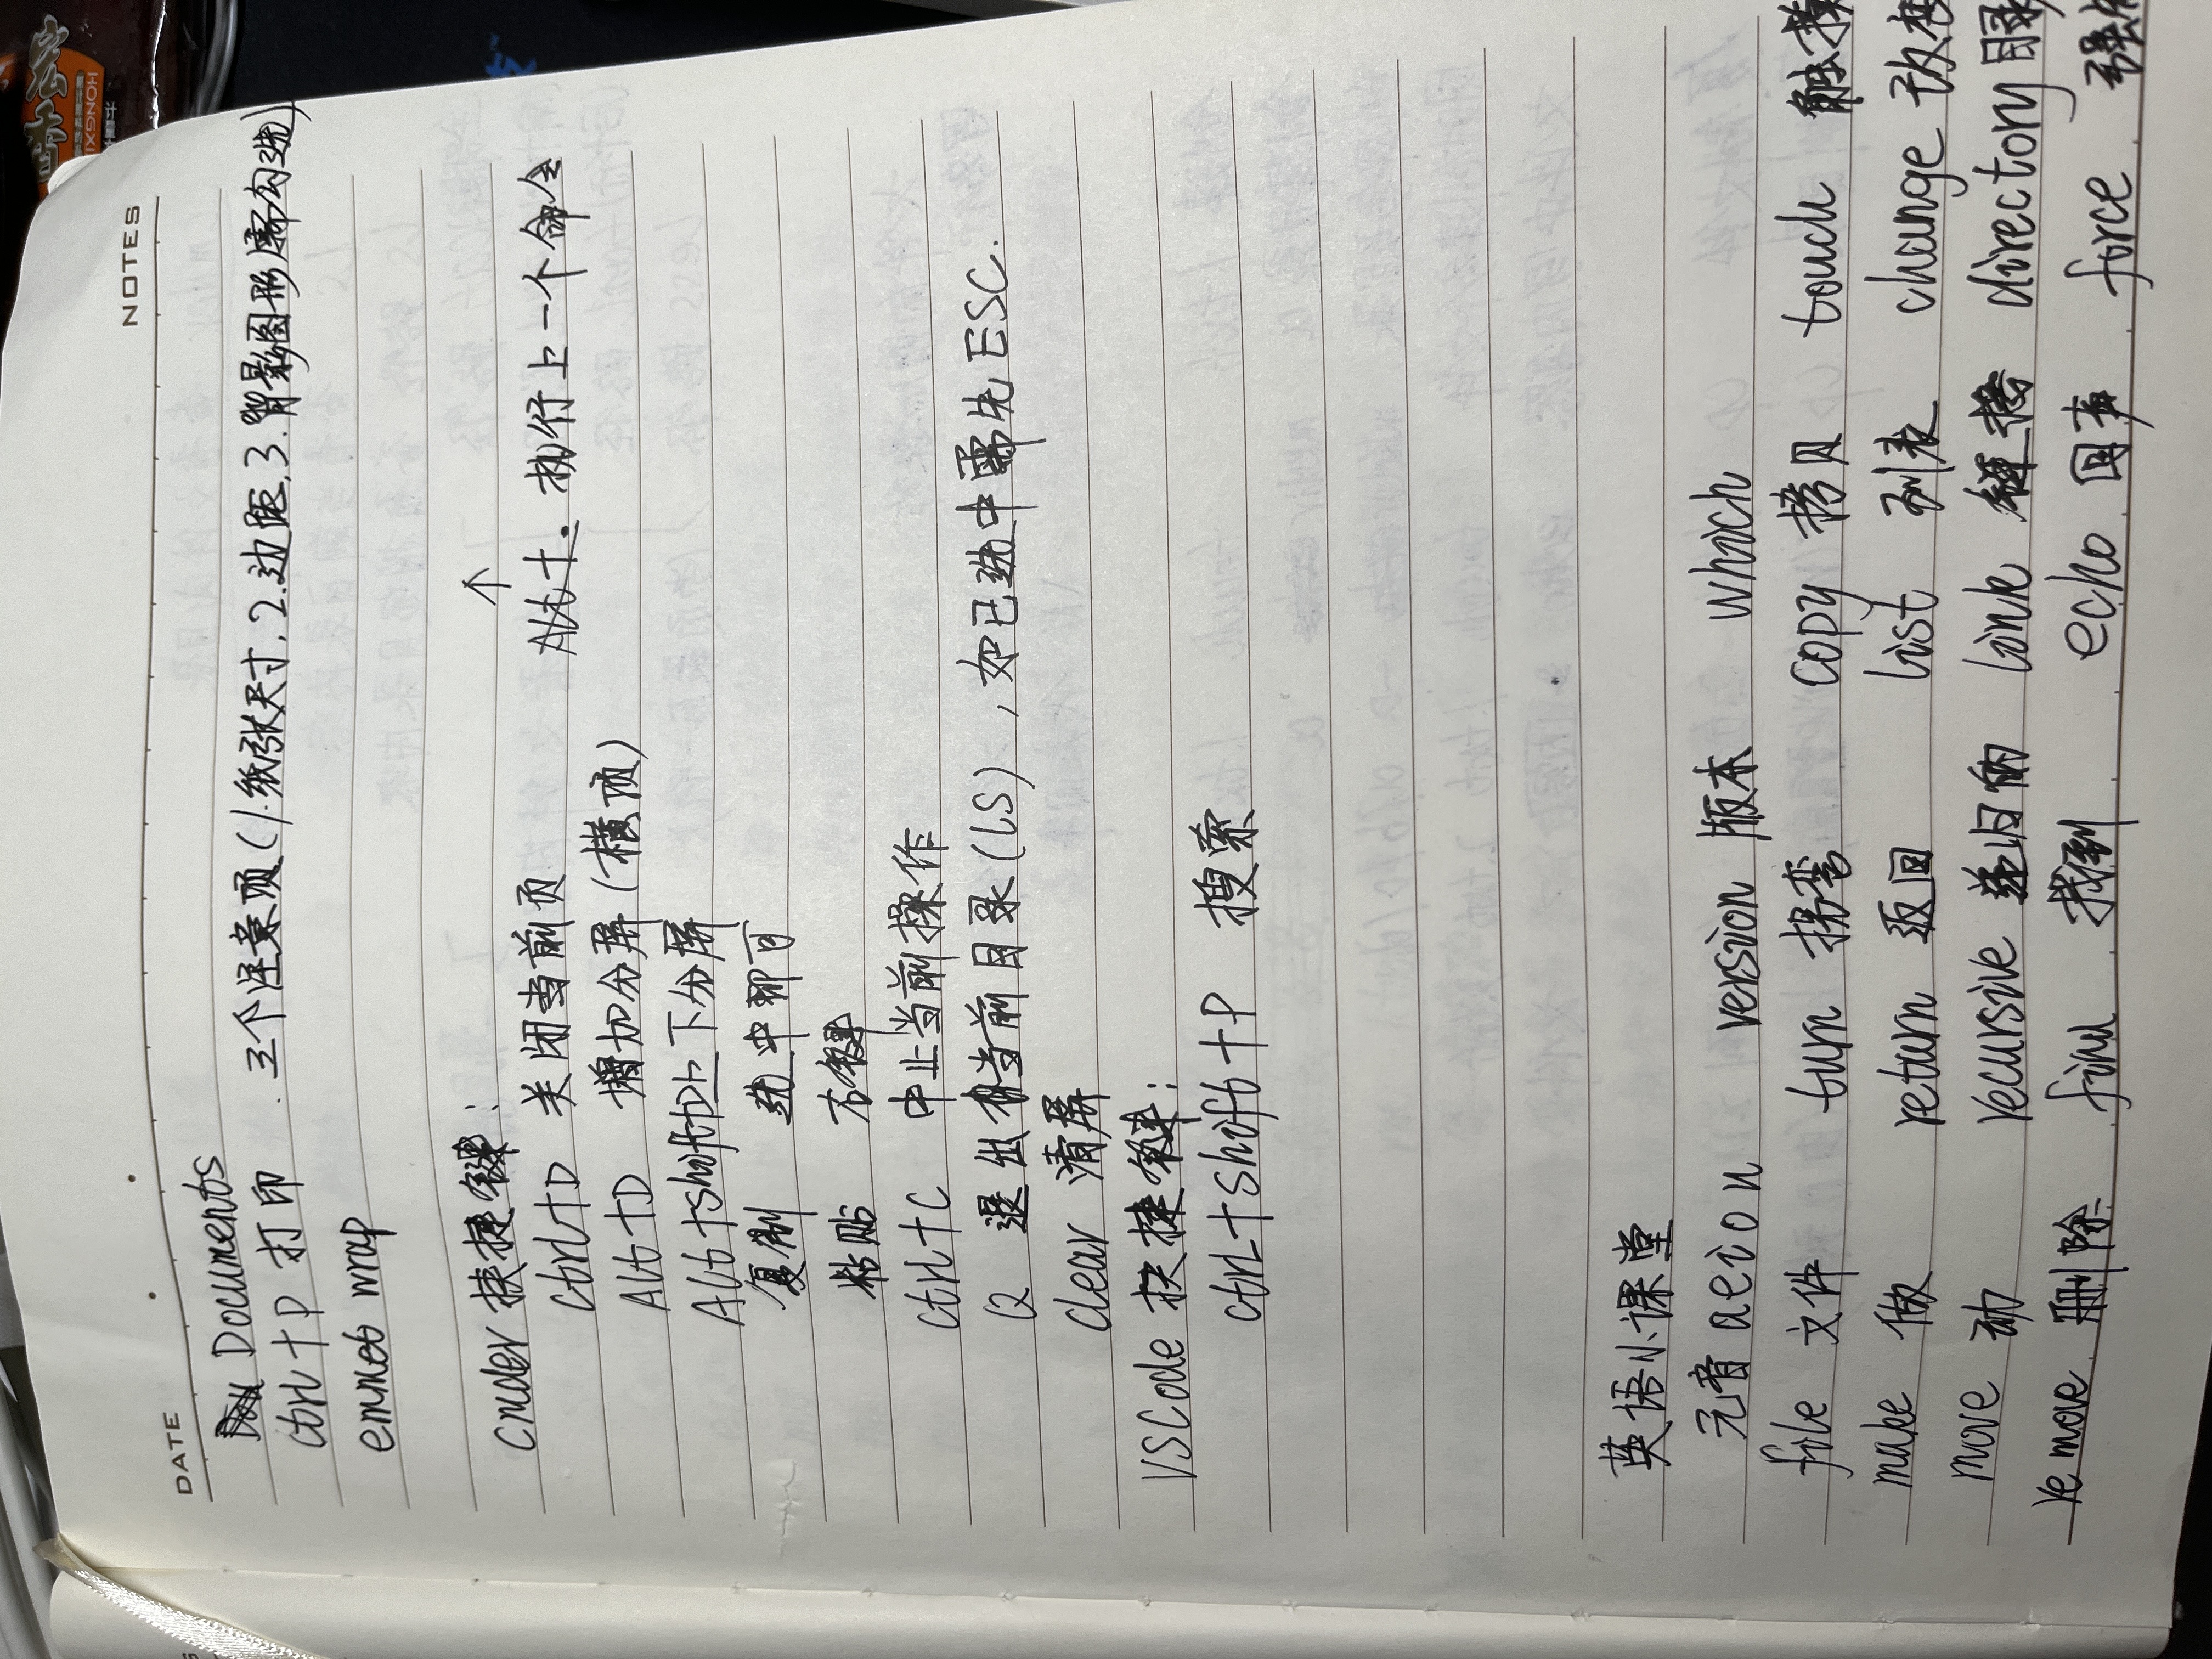 NOTES
DATE
Documents
ctrl+P 打印 . 三个注意项(1.纸张尺寸,2.边距,3.背影图形需勾选)
emmet wrap
cmder 快捷键:
↑
ctrl+D 关闭当前页 Alt+. 执行上一个命令
Alt+D 增加分屏(横项)
Alt+shift+D上下分屏
复制 选中即可
粘贴 右键
ctrl+C 中止当前操作
Q 退出当前目录(LS),如已选中需先ESC.
clear 清屏
VSCode 快捷键:
ctrl+shift+P 搜索
英语小课堂
元音 a e i o u version 版本 which
file 文件 turn 拐弯 copy 拷贝 touch 触摸
make 做 return 返回 list 列表 change 改变
move 动 recursive 递归的 link 链接 directory 目录
remove 删除 find 找到 echo 回声 force 强制
HONGXI